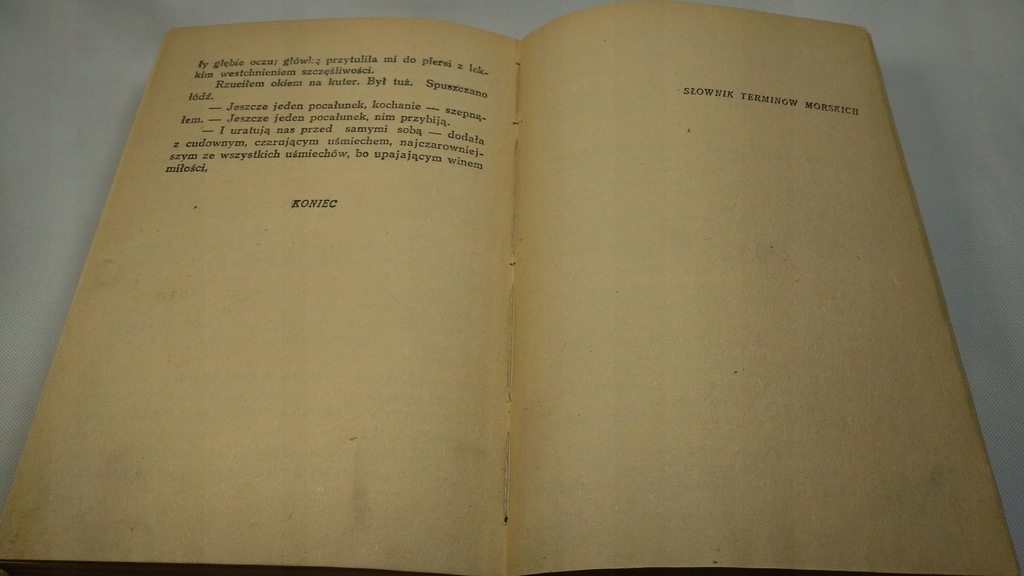 ły głębie oczu; główkę przytuliła mi do piersi z lek-
kim westchnieniem szczęśliwości.
Rzuciłem okiem na kuter. Był tuż. Spuszczano
łódź.
— Jeszcze jeden pocałunek, kochanie — szepną-
łem. — Jeszcze jeden pocałunek, nim przybiją.
— I uratują nas przed samymi sobą — dodała
z cudownym, czarującym uśmiechem, najczarowniej-
szym ze wszystkich uśmiechów, bo upajającym winem
miłości.
KONIEC
SŁOWNIK TERMINÓW MORSKICH